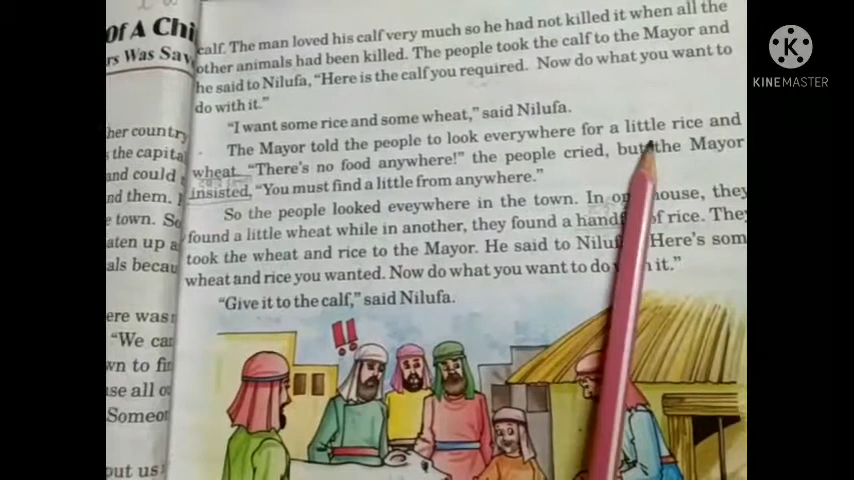 of A Chi
rs Was Sav
her country
s the capita
and could
nd them.
e town. So
aten up a
als becau
ere was
"We can
wn to fi
se all o
Someor
out us
calf. The man loved his calf very much so he had not killed it when all the
other animals had been killed. The people took the calf to the Mayor and
he said to Nilufa, "Here is the calf you required. Now do what you want to
do with it."
"I want some rice and some wheat," said Nilufa.
The Mayor told the people to look everywhere for a little rice and
wheat. "There's no food anywhere!" the people cried, but the Mayor
insisted, "You must find a little from anywhere."
So the people looked eveywhere in the town. In one house, they
found a little wheat while in another, they found a handf of rice. They
took the wheat and rice to the Mayor. He said to Niluf Here's som
wheat and rice you wanted. Now do what you want to do h it."
"Give it to the calf," said Nilufa.
!!
K
KINEMASTER